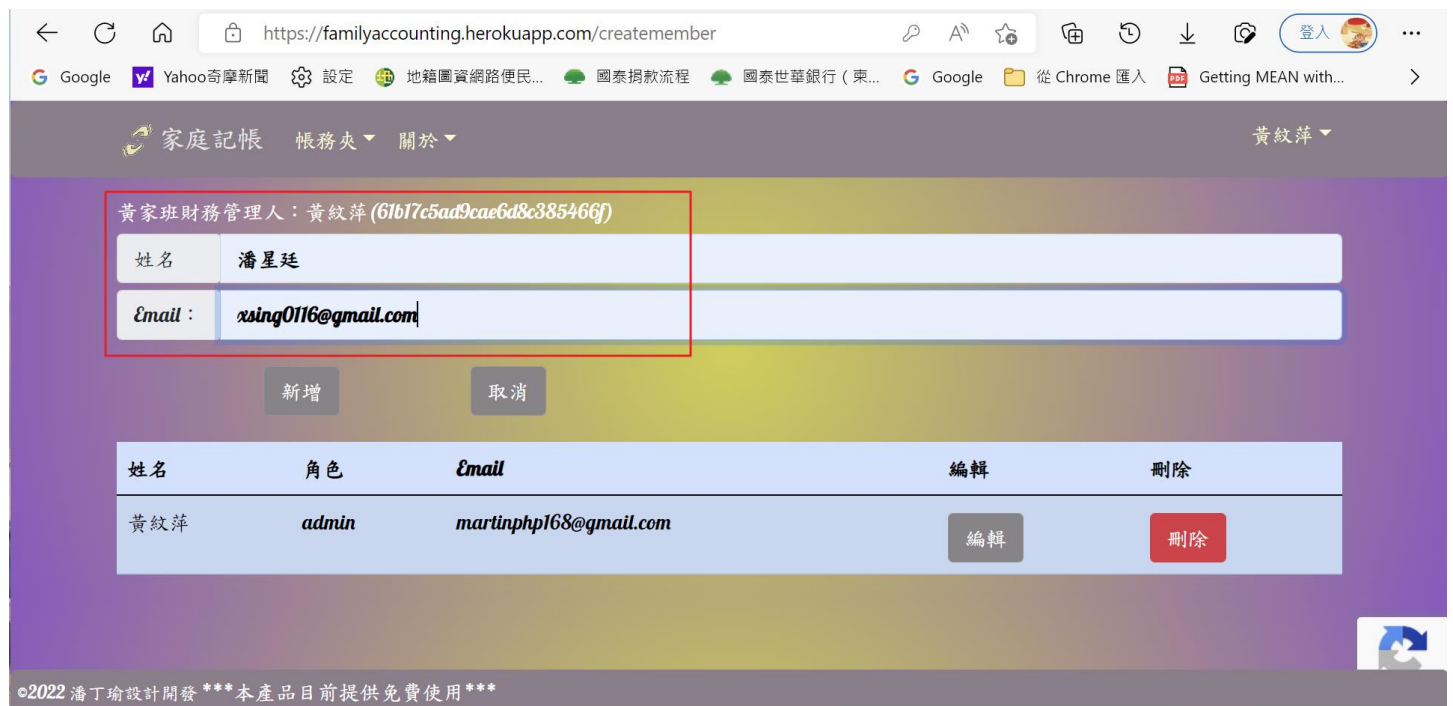 https://familyaccounting.herokuapp.com/createmember 登入
Google Yahoo奇摩新聞 設定 地籍圖資網路便民... 國泰捐款流程 國泰世華銀行 ( 柬... Google 從 Chrome 匯入 Getting MEAN with...
家庭記帳 帳務夾 關於 黃紋萍
黃家班財務管理人：黃紋萍(61b17c5ad9cae6d8c385466f)
姓名 潘星廷
Email： xsing0116@gmail.com
新增 取消
姓名 角色 Email 編輯 刪除
黃紋萍 admin martinphp168@gmail.com 編輯 刪除
©2022 潘丁瑜設計開發 ***本產品目前提供免費使用***